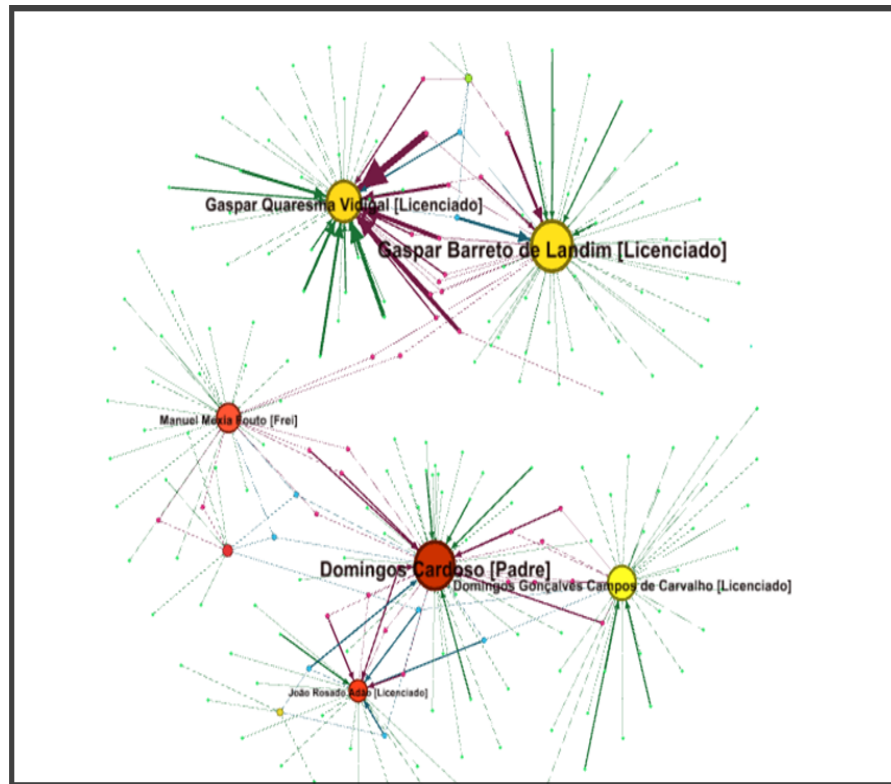 Gaspar Quaresma Vidigal [Licenciado]
Gaspar Barreto de Landim [Licenciado]
Manuel Mexia Fouto [Frei]
Domingos Cardoso [Padre]
Domingos Gonçalves Campos de Carvalho [Licenciado]
João Rosado Adão [Licenciado]